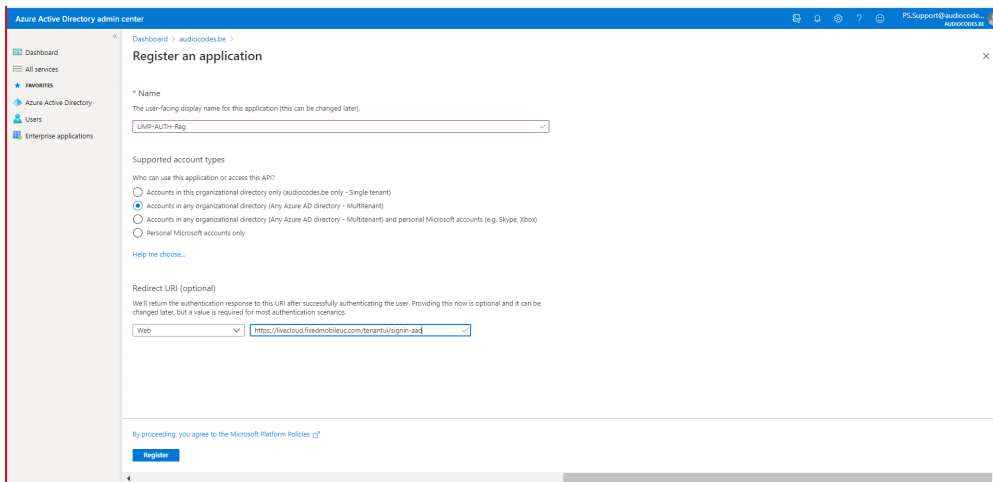 Azure Active Directory admin center
PS.Support@audiocode...
AUDIOCODES.BE
Dashboard
All services
FAVORITES
Azure Active Directory
Users
Enterprise applications
Dashboard > audiocodes.be >
Register an application
* Name
The user-facing display name for this application (this can be changed later).
UMP-AUTH-Reg
Supported account types
Who can use this application or access this API?
Accounts in this organizational directory only (audiocodes.be only - Single tenant)
Accounts in any organizational directory (Any Azure AD directory - Multitenant)
Accounts in any organizational directory (Any Azure AD directory - Multitenant) and personal Microsoft accounts (e.g. Skype, Xbox)
Personal Microsoft accounts only
Help me choose...
Redirect URI (optional)
We'll return the authentication response to this URI after successfully authenticating the user. Providing this now is optional and it can be
changed later, but a value is required for most authentication scenarios.
Web
https://livecloud.fixedmobileuc.com/tenantui/signin-aad
By proceeding, you agree to the Microsoft Platform Policies
Register